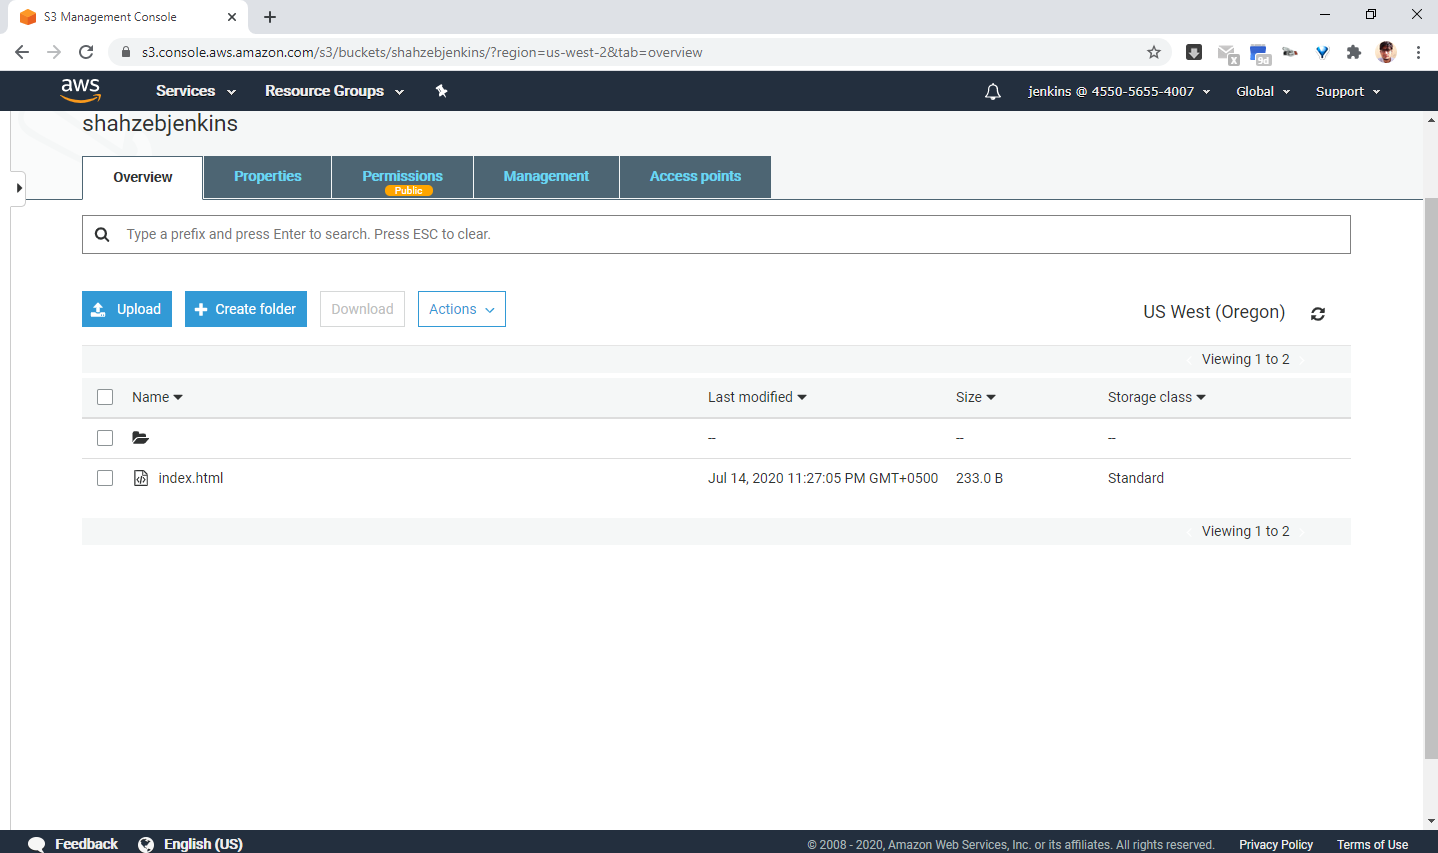 S3 Management Console
s3.console.aws.amazon.com/s3/buckets/shahzebjenkins/?region=us-west-2&tab=overview
x
9d
aws
Services
Resource Groups
jenkins @ 4550-5655-4007
Global
Support
shahzebjenkins
Overview
Properties
Permissions
Public
Management
Access points
Type a prefix and press Enter to search. Press ESC to clear.
Upload
Create folder
Download
Actions
US West (Oregon)
Viewing 1 to 2
Name
Last modified
Size
Storage class
--
--
--
index.html
Jul 14, 2020 11:27:05 PM GMT+0500
233.0 B
Standard
Viewing 1 to 2
Feedback
English (US)
© 2008 - 2020, Amazon Web Services, Inc. or its affiliates. All rights reserved.
Privacy Policy
Terms of Use